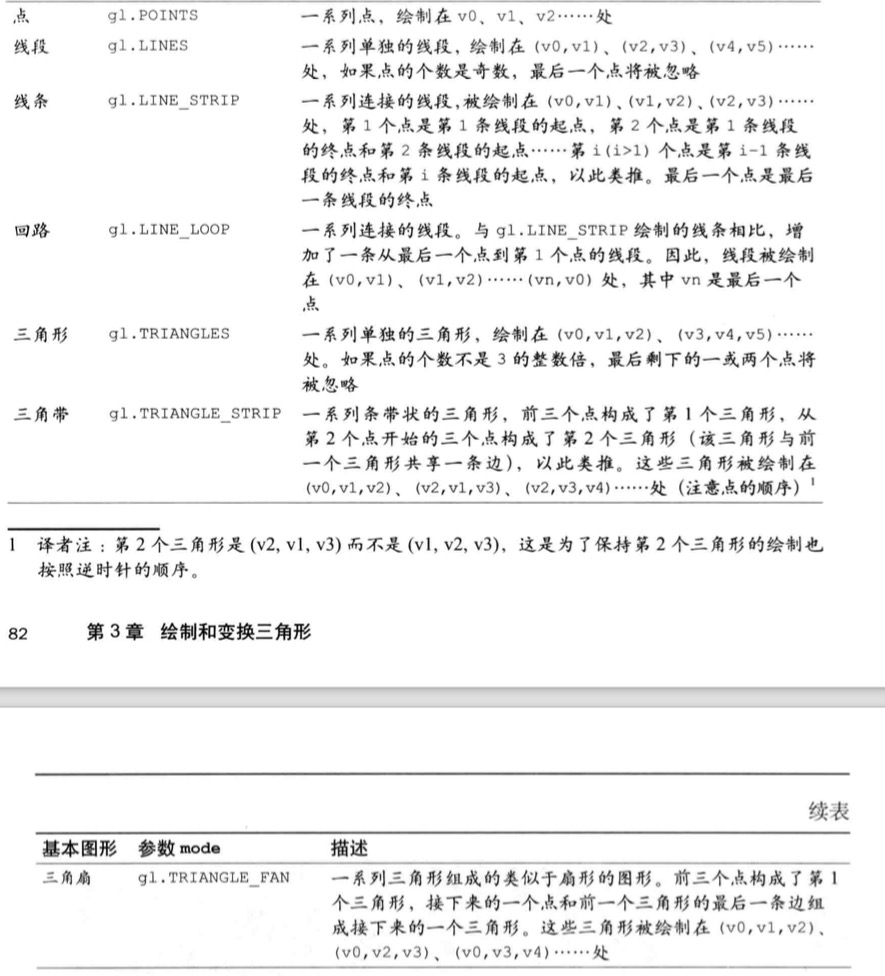 点 gl.POINTS 一系列点，绘制在 v0、v1、v2……处
线段 gl.LINES 一系列单独的线段，绘制在 (v0,v1)、(v2,v3)、(v4,v5)……
处，如果点的个数是奇数，最后一个点将被忽略
线条 gl.LINE_STRIP 一系列连接的线段,被绘制在 (v0,v1)、(v1,v2)、(v2,v3)……
处，第 1 个点是第 1 条线段的起点，第 2 个点是第 1 条线段
的终点和第 2 条线段的起点……第 i(i>1) 个点是第 i-1 条线
段的终点和第 i 条线段的起点，以此类推。最后一个点是最后
一条线段的终点
回路 gl.LINE_LOOP 一系列连接的线段。与 gl.LINE_STRIP 绘制的线条相比，增
加了一条从最后一个点到第 1 个点的线段。因此，线段被绘制
在 (v0,v1)、(v1,v2)……(vn,v0) 处，其中 vn 是最后一个
点
三角形 gl.TRIANGLES 一系列单独的三角形，绘制在 (v0,v1,v2)、(v3,v4,v5)……
处。如果点的个数不是 3 的整数倍，最后剩下的一或两个点将
被忽略
三角带 gl.TRIANGLE_STRIP 一系列条带状的三角形，前三个点构成了第 1 个三角形，从
第 2 个点开始的三个点构成了第 2 个三角形（该三角形与前
一个三角形共享一条边），以此类推。这些三角形被绘制在
(v0,v1,v2)、(v2,v1,v3)、(v2,v3,v4)……处（注意点的顺序）1
1 译者注：第 2 个三角形是 (v2, v1, v3) 而不是 (v1, v2, v3)，这是为了保持第 2 个三角形的绘制也
按照逆时针的顺序。
82 第 3 章 绘制和变换三角形
续表
基本图形 参数 mode 描述
三角扇 gl.TRIANGLE_FAN 一系列三角形组成的类似于扇形的图形。前三个点构成了第 1
个三角形，接下来的一个点和前一个三角形的最后一条边组
成接下来的一个三角形。这些三角形被绘制在 (v0,v1,v2)、
(v0,v2,v3)、(v0,v3,v4)……处